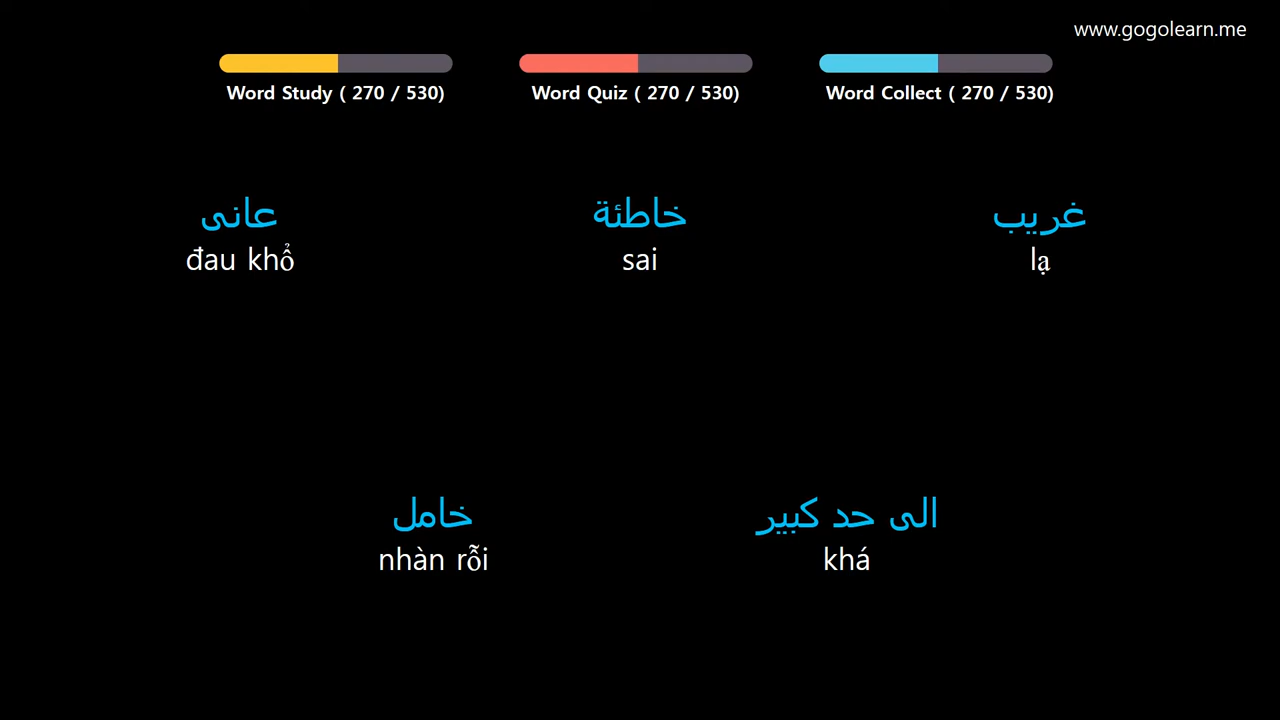 www.gogolearn.me
Word Study ( 270 / 530)
Word Quiz ( 270 / 530)
Word Collect ( 270 / 530)
عانى
đau khổ
خاطئة
sai
غريب
lạ
خامل
nhàn rỗi
الى حد كبير
khá